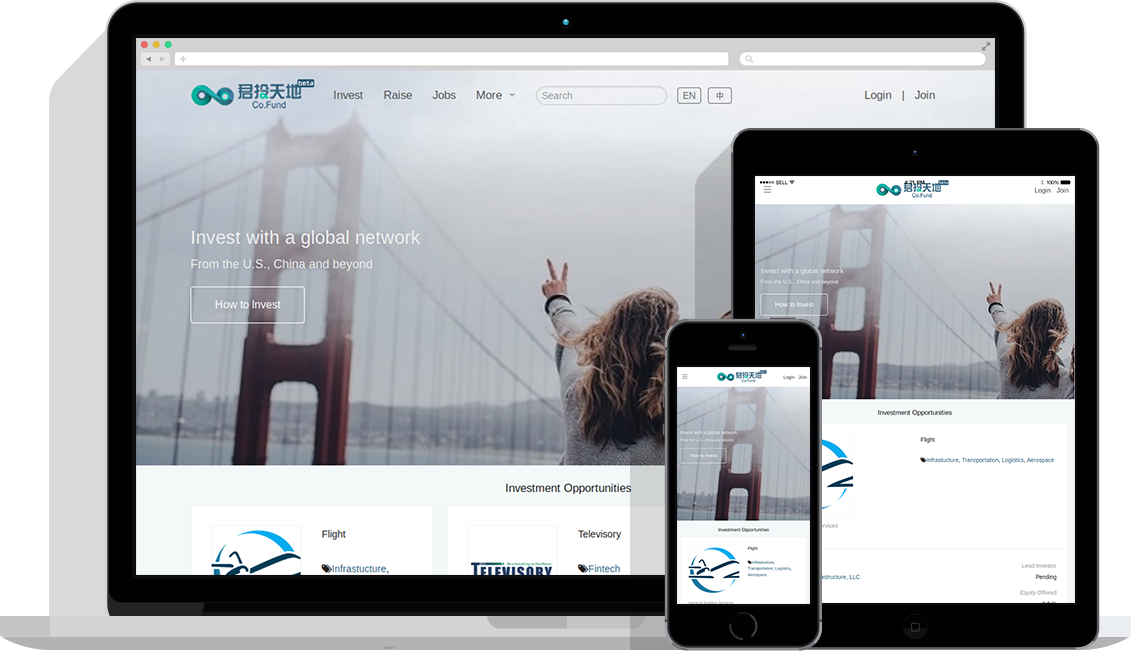 君投天地 beta
Co.Fund
Invest Raise Jobs More Search EN 中 Login | Join
Invest with a global network
From the U.S., China and beyond
How to Invest
Investment Opportunities
Flight
Infrastucture,
Televisory
TELEVISORY
Fintech
BELL 100%
君投天地 beta
Co.Fund
Login Join
Invest with a global network
From the U.S., China and beyond
How to Invest
Investment Opportunities
Flight
Infrastucture, Transportation, Logistics, Aerospace
Lead Investor
Pending
Equity Offered
君投天地
Co.Fund
Login Join
Invest with a global network
From the U.S., China and beyond
How to Invest
Investment Opportunities
Flight
Infrastucture,
Transportation, Logistics,
Aerospace